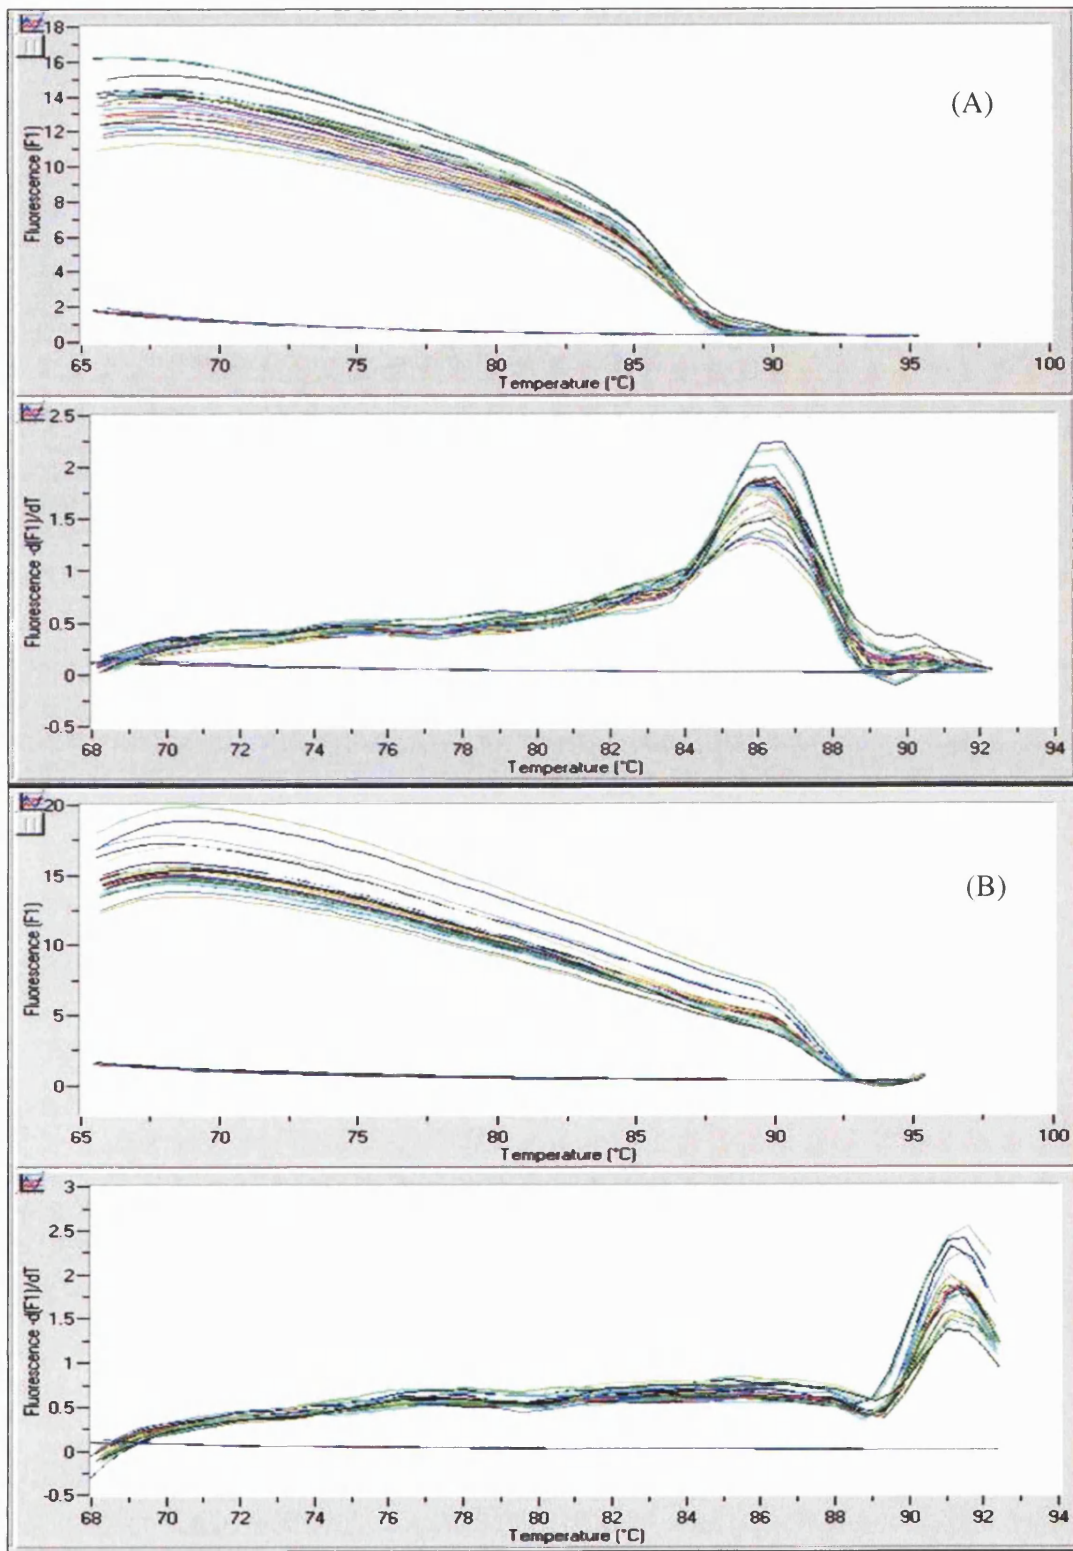 18
16
14
12
10
8
6
4
2
0
Fluorescence (F1)
(A)
65 70 75 80 85 90 95 100
Temperature (°C)
2.5
2
1.5
1
0.5
0
-0.5
Fluorescence -d(F1)/dT
68 70 72 74 76 78 80 82 84 86 88 90 92 94
Temperature (°C)
20
15
10
5
0
Fluorescence (F1)
(B)
65 70 75 80 85 90 95 100
Temperature (°C)
3
2.5
2
1.5
1
0.5
0
-0.5
Fluorescence -d(F1)/dT
68 70 72 74 76 78 80 82 84 86 88 90 92 94
Temperature (°C)